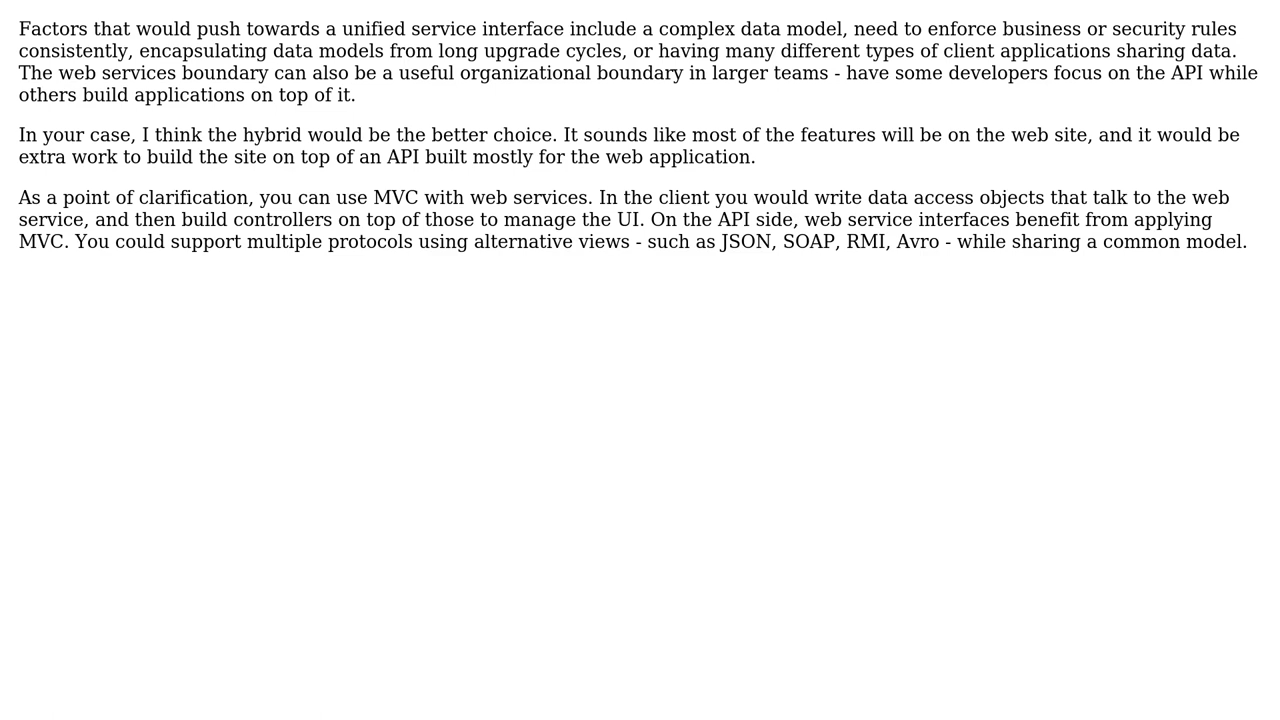 Factors that would push towards a unified service interface include a complex data model, need to enforce business or security rules
consistently, encapsulating data models from long upgrade cycles, or having many different types of client applications sharing data.
The web services boundary can also be a useful organizational boundary in larger teams - have some developers focus on the API while
others build applications on top of it.
In your case, I think the hybrid would be the better choice. It sounds like most of the features will be on the web site, and it would be
extra work to build the site on top of an API built mostly for the web application.
As a point of clarification, you can use MVC with web services. In the client you would write data access objects that talk to the web
service, and then build controllers on top of those to manage the UI. On the API side, web service interfaces benefit from applying
MVC. You could support multiple protocols using alternative views - such as JSON, SOAP, RMI, Avro - while sharing a common model.